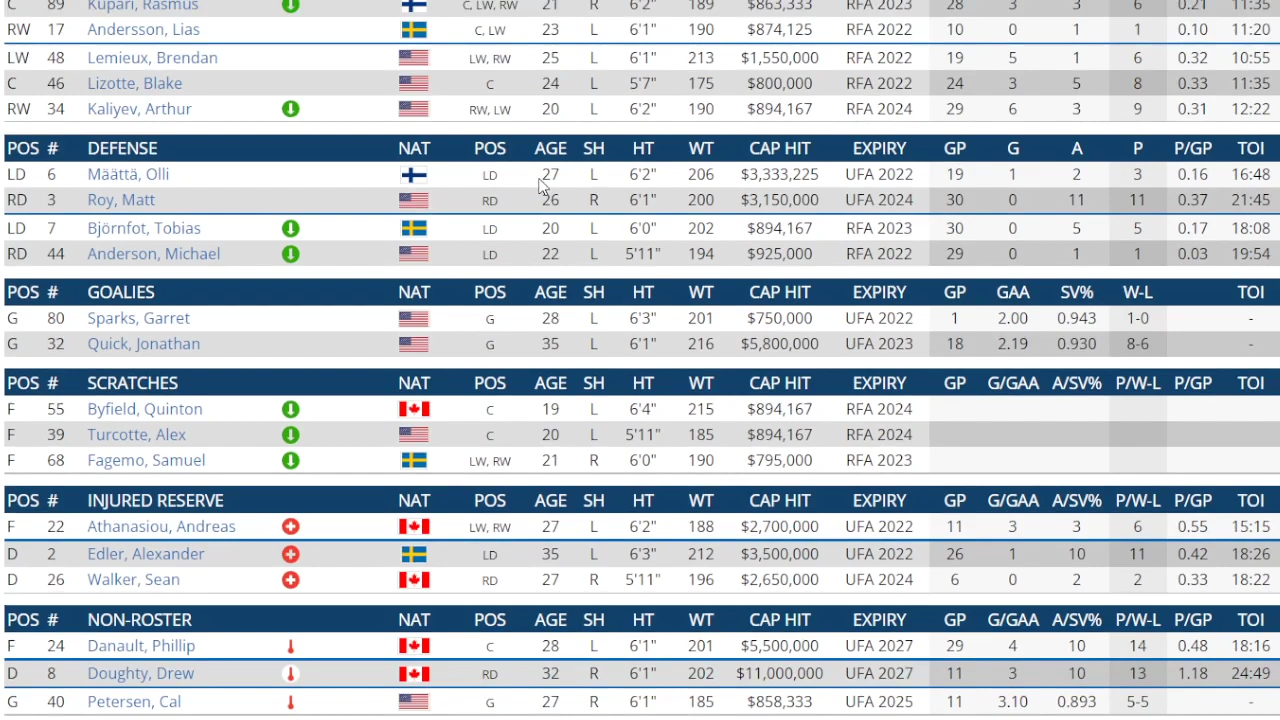 C 89 Kupari, Rasmus C, LW, RW 21 R 6'2" 189 $863,333 RFA 2023 28 3 3 6 0.21 11:35
RW 17 Andersson, Lias C, LW 23 L 6'1" 190 $874,125 RFA 2022 10 0 1 1 0.10 11:20
LW 48 Lemieux, Brendan LW, RW 25 L 6'1" 213 $1,550,000 RFA 2022 19 5 1 6 0.32 10:55
C 46 Lizotte, Blake C 24 L 5'7" 175 $800,000 RFA 2022 24 3 5 8 0.33 11:35
RW 34 Kaliyev, Arthur RW, LW 20 L 6'2" 190 $894,167 RFA 2024 29 6 3 9 0.31 12:22
POS # DEFENSE NAT POS AGE SH HT WT CAP HIT EXPIRY GP G A P P/GP TOI
LD 6 Määttä, Olli LD 27 L 6'2" 206 $3,333,225 UFA 2022 19 1 2 3 0.16 16:48
RD 3 Roy, Matt RD 26 R 6'1" 200 $3,150,000 UFA 2024 30 0 11 11 0.37 21:43
LD 7 Björnfot, Tobias LD 20 L 6'0" 202 $894,167 RFA 2022 30 0 5 5 0.17 18:08
RD 44 Anderson, Michael LD 22 L 5'11" 194 $925,000 RFA 2022 29 0 1 1 0.03 19:54
POS # GOALIES NAT POS AGE SH HT WT CAP HIT EXPIRY GP GAA SV% W-L TOI
G 80 Sparks, Garret G 28 L 6'3" 201 $750,000 UFA 2022 1 2.00 0.943 1-0 -
G 32 Quick, Jonathan G 35 L 6'1" 216 $5,800,000 UFA 2023 18 2.19 0.930 8-6 -
POS # SCRATCHES NAT POS AGE SH HT WT CAP HIT EXPIRY GP G/GAA A/SV% P/W-L P/GP TOI
F 55 Byfield, Quinton C 19 L 6'4" 215 $894,167 RFA 2024
F 39 Turcotte, Alex C 20 L 5'11" 185 $894,167 RFA 2024
F 68 Fagemo, Samuel LW, RW 21 R 6'0" 190 $795,000 RFA 2023
POS # INJURED RESERVE NAT POS AGE SH HT WT CAP HIT EXPIRY GP G/GAA A/SV% P/W-L P/GP TOI
F 22 Athanasiou, Andreas LW, RW 27 L 6'2" 188 $2,700,000 UFA 2022 11 3 3 6 0.55 15:15
D 2 Edler, Alexander LD 35 L 6'3" 212 $3,500,000 UFA 2022 26 1 10 11 0.42 18:26
D 26 Walker, Sean RD 27 R 5'11" 196 $2,650,000 UFA 2024 6 0 2 2 0.33 18:22
POS # NON-ROSTER NAT POS AGE SH HT WT CAP HIT EXPIRY GP G/GAA A/SV% P/W-L P/GP TOI
F 24 Danault, Phillip C 28 L 6'1" 201 $5,500,000 UFA 2027 29 4 10 14 0.48 18:16
D 8 Doughty, Drew RD 32 R 6'1" 202 $11,000,000 UFA 2027 11 3 10 13 1.18 24:49
G 40 Petersen, Cal G 27 R 6'1" 185 $858,333 UFA 2025 11 3.10 0.893 5-5 -